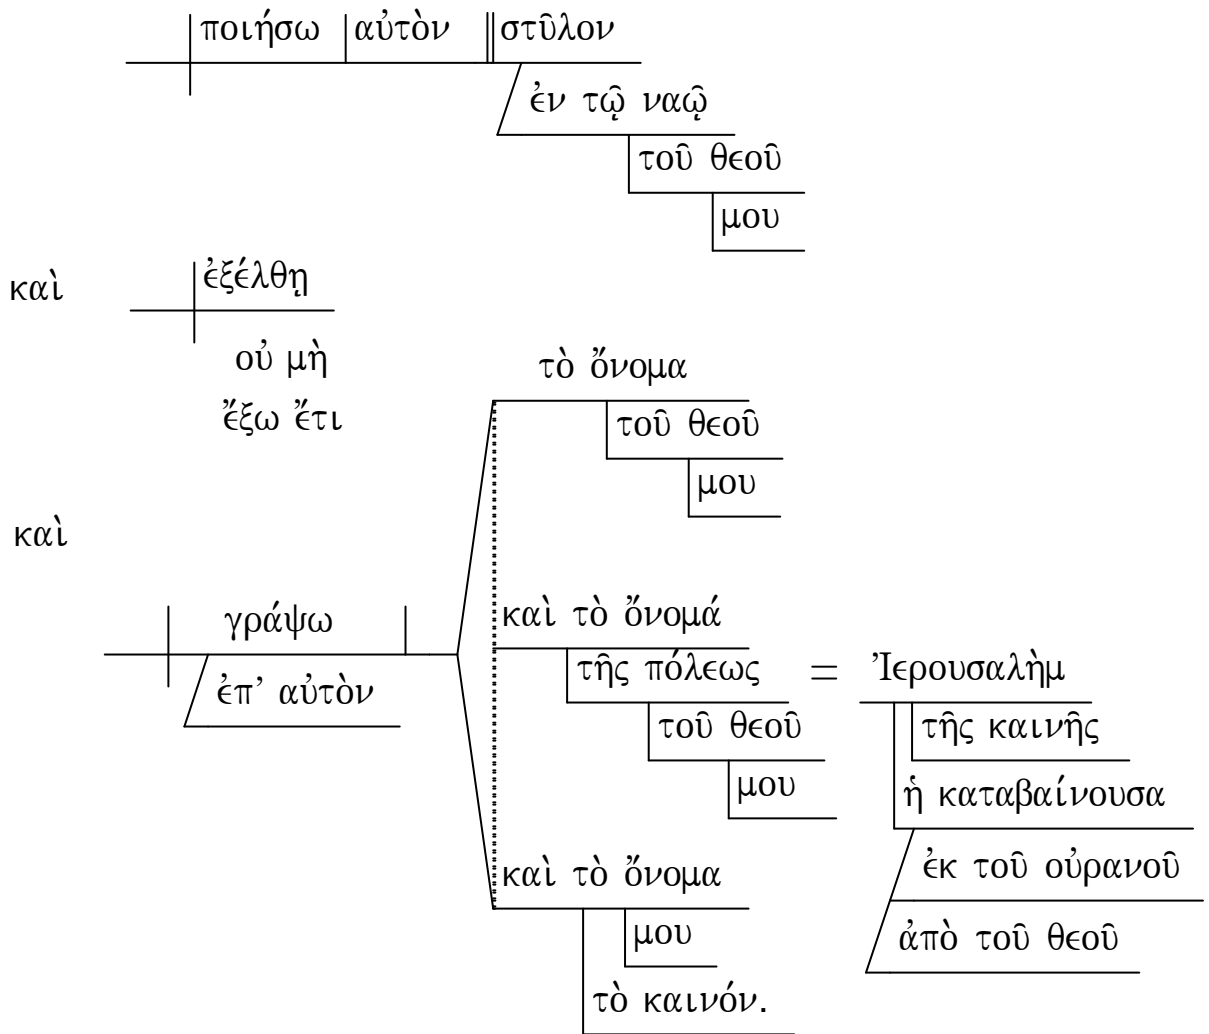 ποιήσω αὐτὸν στῦλον
ἐν τῷ ναῷ
τοῦ θεοῦ
μου
καὶ ἐξέλθῃ
οὐ μὴ
ἔξω ἔτι
τὸ ὄνομα
τοῦ θεοῦ
μου
καὶ
γράψω
ἐπ’ αὐτὸν
καὶ τὸ ὄνομά
τῆς πόλεως = Ἰερουσαλὴμ
τοῦ θεοῦ
μου
τῆς καινῆς
ἡ καταβαίνουσα
ἐκ τοῦ οὐρανοῦ
ἀπὸ τοῦ θεοῦ
καὶ τὸ ὄνομα
μου
τὸ καινόν.